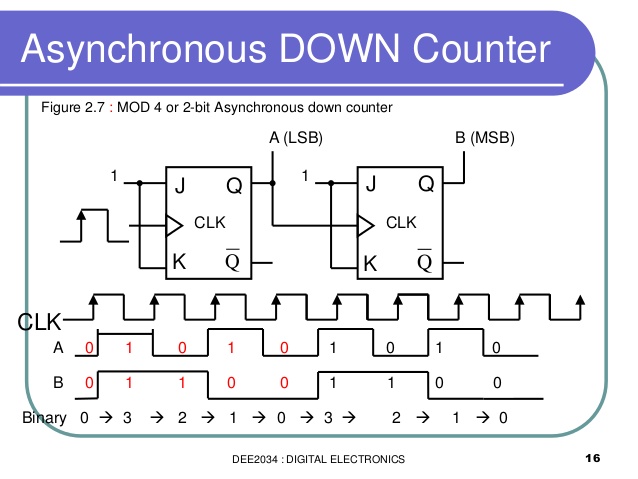 Asynchronous DOWN Counter
Figure 2.7 : MOD 4 or 2-bit Asynchronous down counter
A (LSB) B (MSB)
1 J Q 1 J Q
CLK CLK
K Q̅ K Q̅
CLK
A 0 1 0 1 0 1 0 1 0
B 0 1 1 0 0 1 1 0 0
Binary 0 → 3 → 2 → 1 → 0 → 3 → 2 → 1 → 0
DEE2034 : DIGITAL ELECTRONICS 16